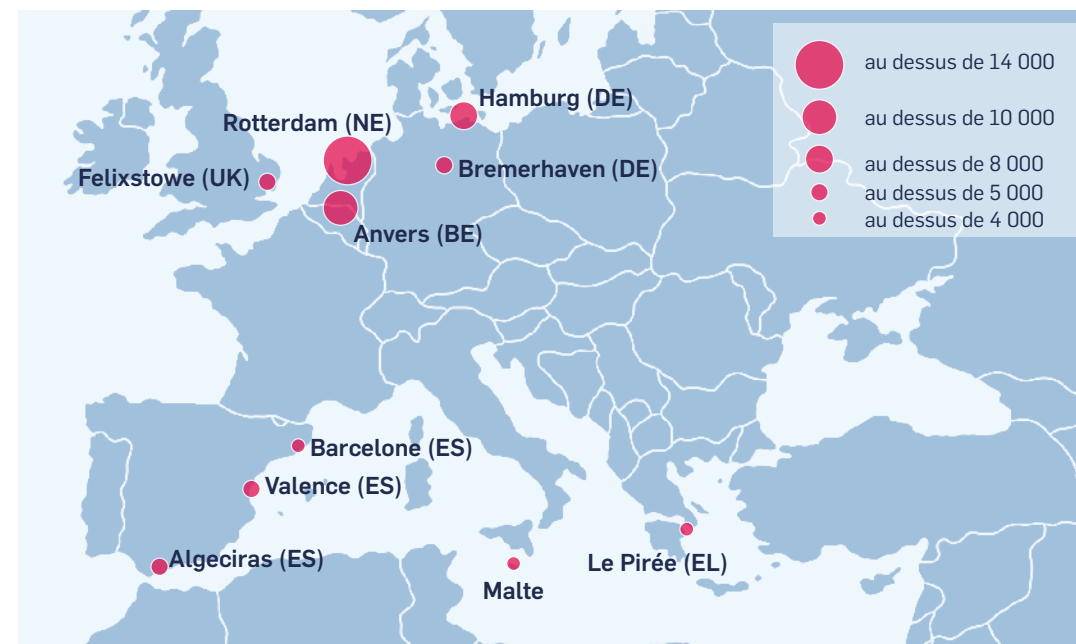 au dessus de 14 000
au dessus de 10 000
au dessus de 8 000
au dessus de 5 000
au dessus de 4 000
Hamburg (DE)
Rotterdam (NE)
Bremerhaven (DE)
Felixstowe (UK)
Anvers (BE)
Barcelone (ES)
Valence (ES)
Algeciras (ES)
Le Pirée (EL)
Malte